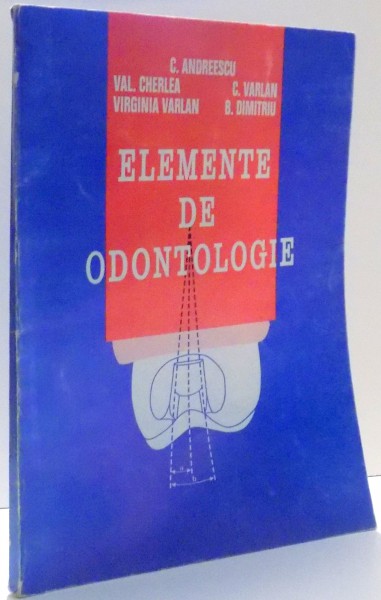 C. ANDREESCU
VAL. CHERLEA C. VARLAN
VIRGINIA VARLAN B. DIMITRIU
ELEMENTE
DE
ODONTOLOGIE
a
b